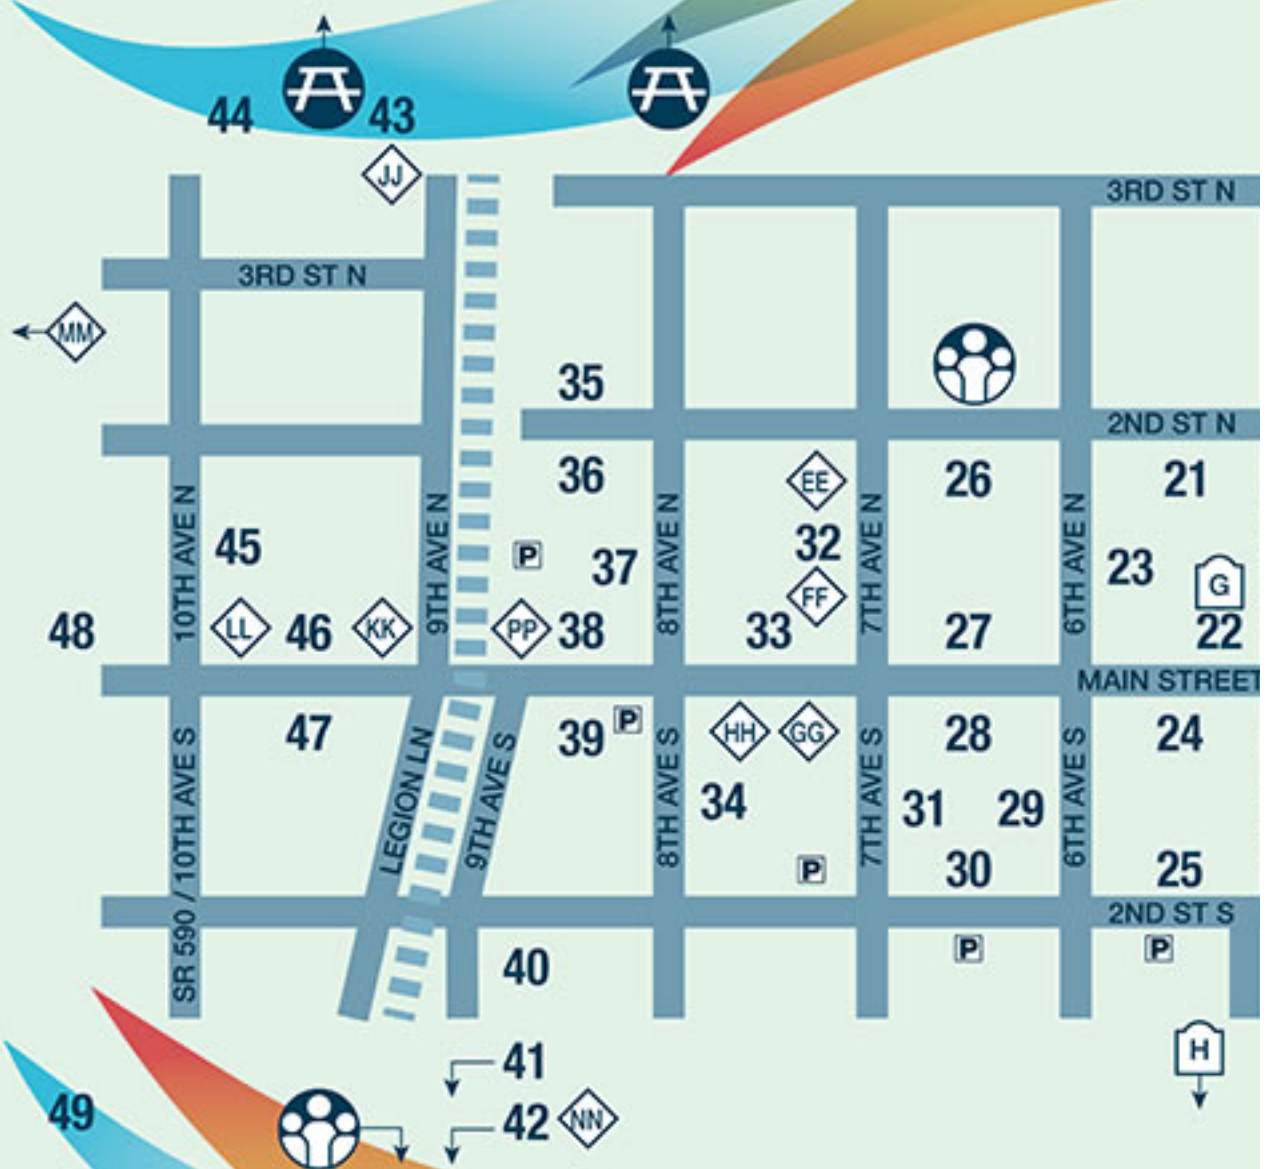 44
43
JJ
3RD ST N
3RD ST N
MM
35
2ND ST N
36
EE
26
21
10TH AVE N
45
9TH AVE N
P
37
8TH AVE N
32
7TH AVE N
6TH AVE N
23
G
48
LL
46
KK
PP
38
33
FF
27
22
MAIN STREET
47
39
P
HH
GG
28
24
SR 590 / 10TH AVE S
LEGION LN
9TH AVE S
8TH AVE S
34
7TH AVE S
31
29
6TH AVE S
P
30
25
2ND ST S
40
P
P
41
H
49
42
NN